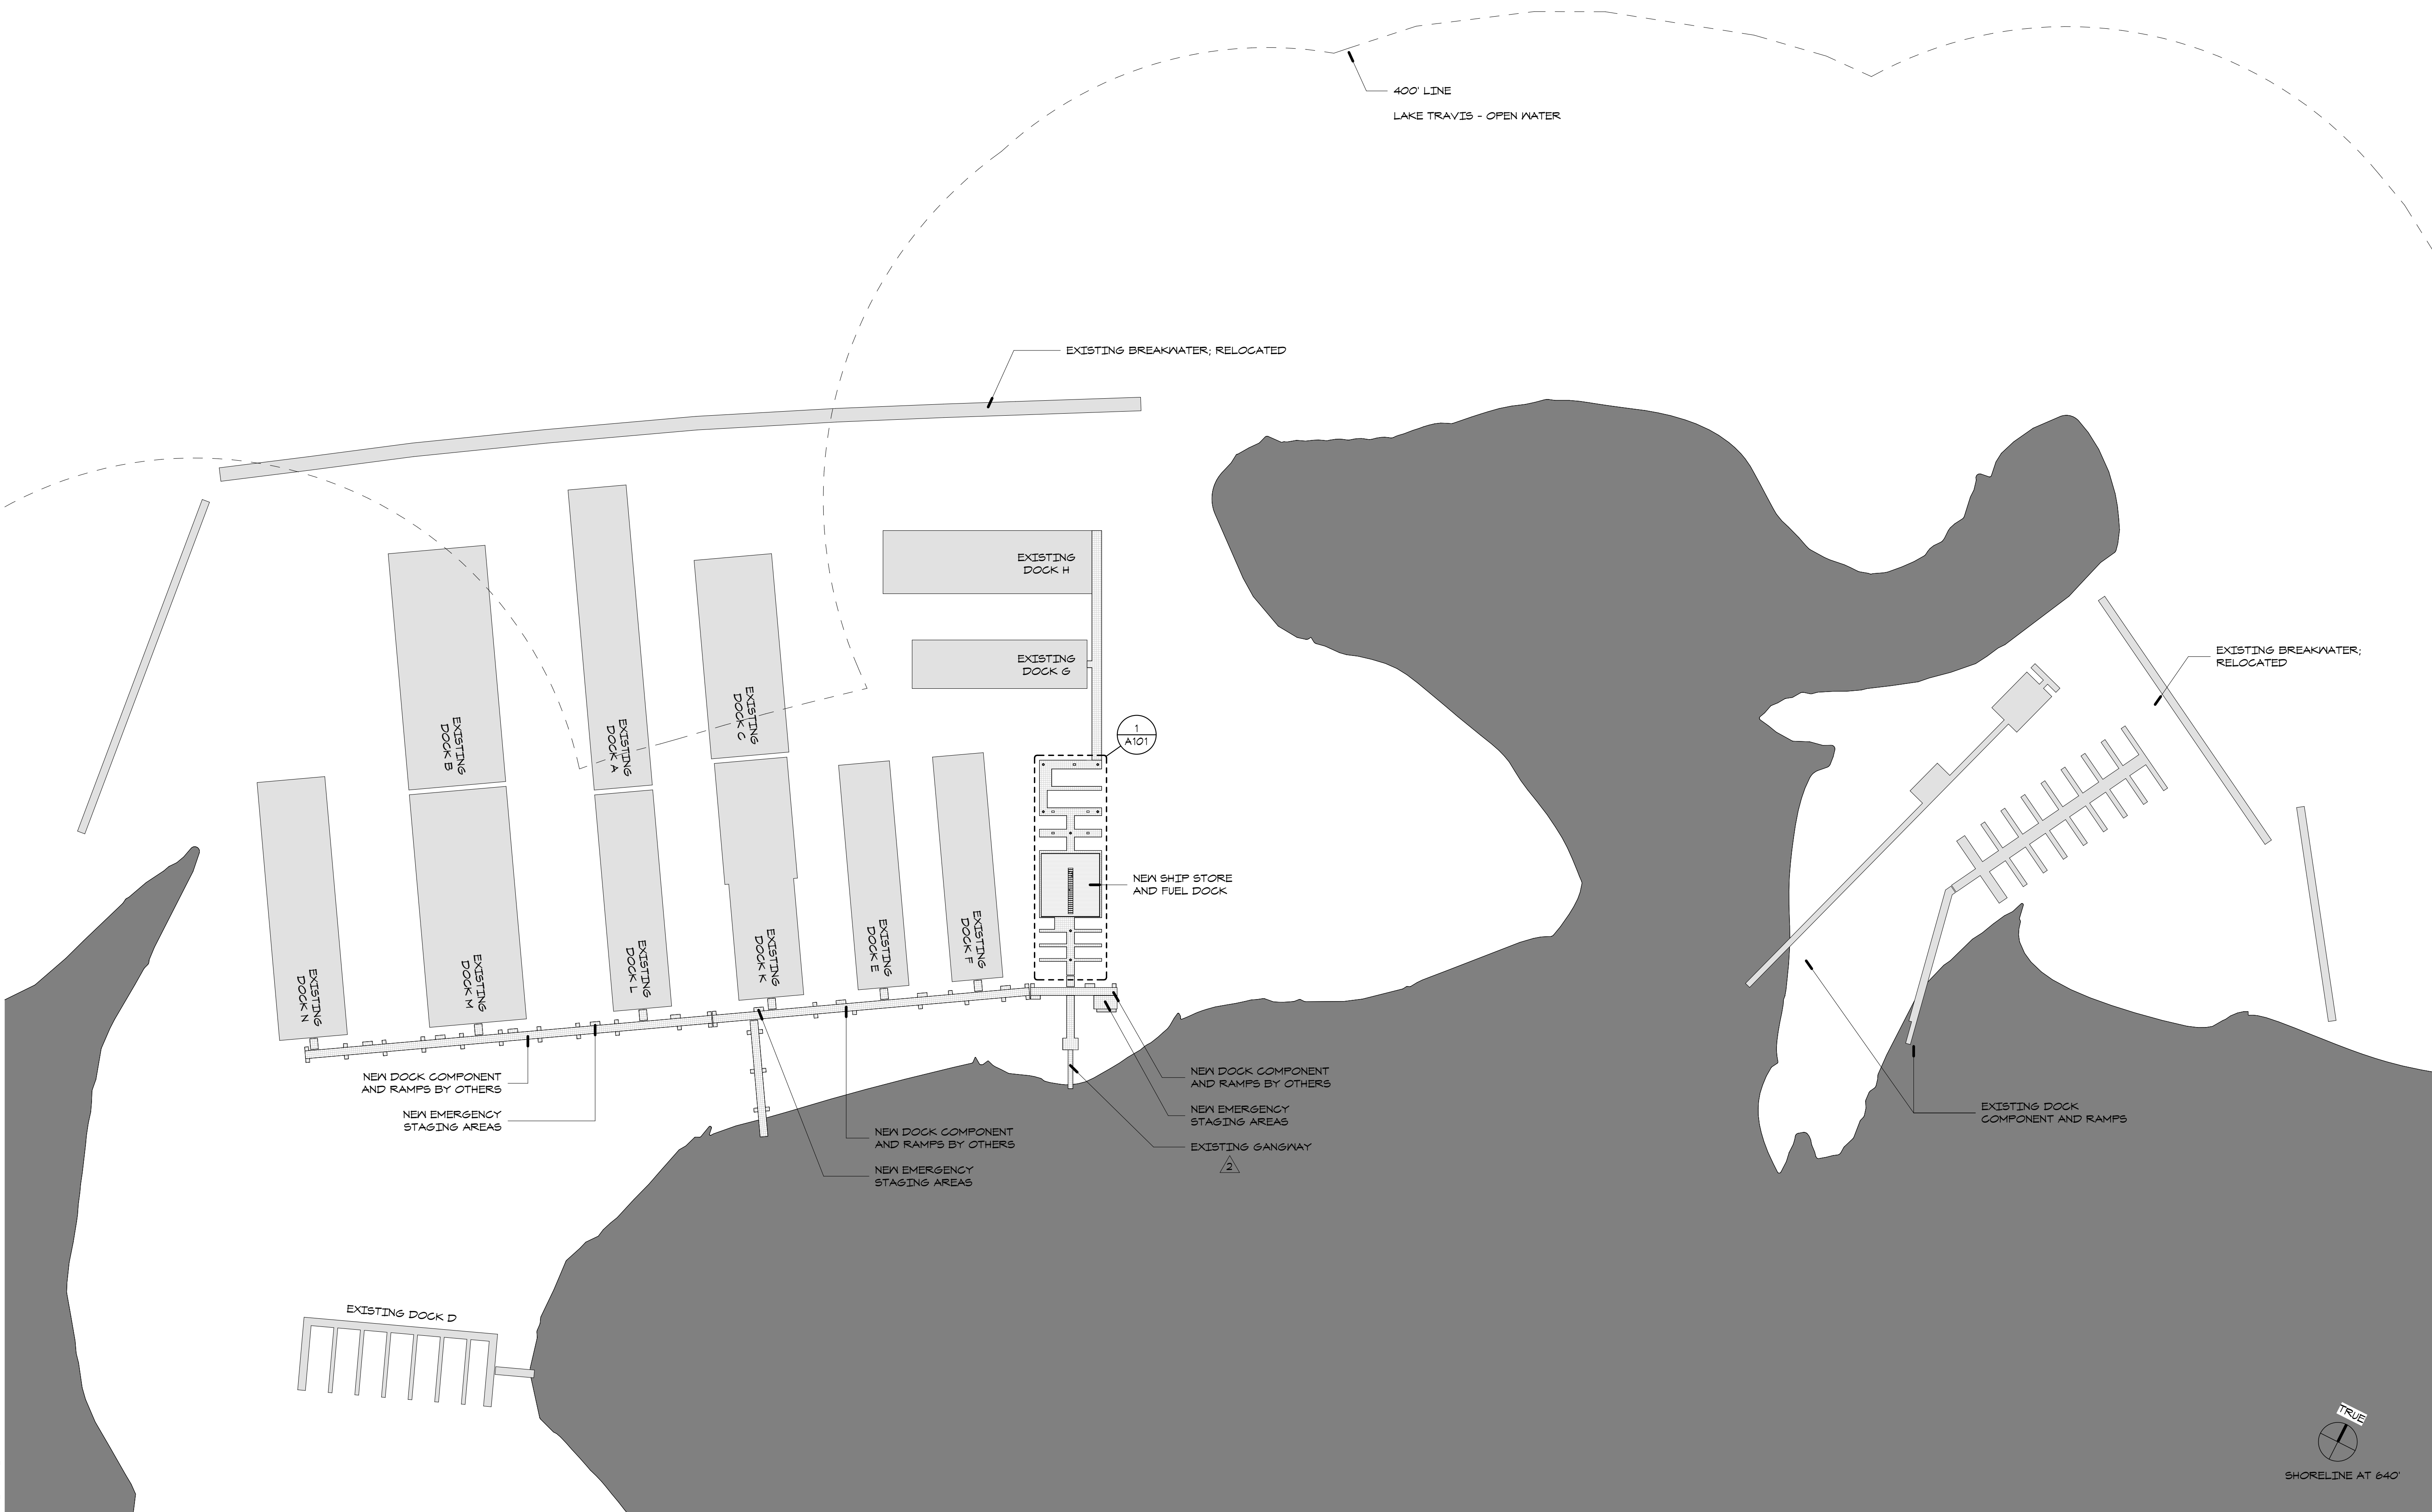 400' LINE
LAKE TRAVIS - OPEN WATER
EXISTING BREAKWATER; RELOCATED
EXISTING
DOCK H
EXISTING
DOCK G
EXISTING BREAKWATER;
RELOCATED
EXISTING
DOCK B
EXISTING
DOCK A
EXISTING
DOCK C
1
A101
NEW SHIP STORE
AND FUEL DOCK
EXISTING
DOCK N
EXISTING
DOCK M
EXISTING
DOCK L
EXISTING
DOCK K
EXISTING
DOCK E
EXISTING
DOCK F
NEW DOCK COMPONENT
AND RAMPS BY OTHERS
NEW EMERGENCY
STAGING AREAS
NEW DOCK COMPONENT
AND RAMPS BY OTHERS
NEW EMERGENCY
STAGING AREAS
NEW DOCK COMPONENT
AND RAMPS BY OTHERS
NEW EMERGENCY
STAGING AREAS
EXISTING GANGWAY
2
EXISTING DOCK
COMPONENT AND RAMPS
EXISTING DOCK D
TRUE
SHORELINE AT 640'